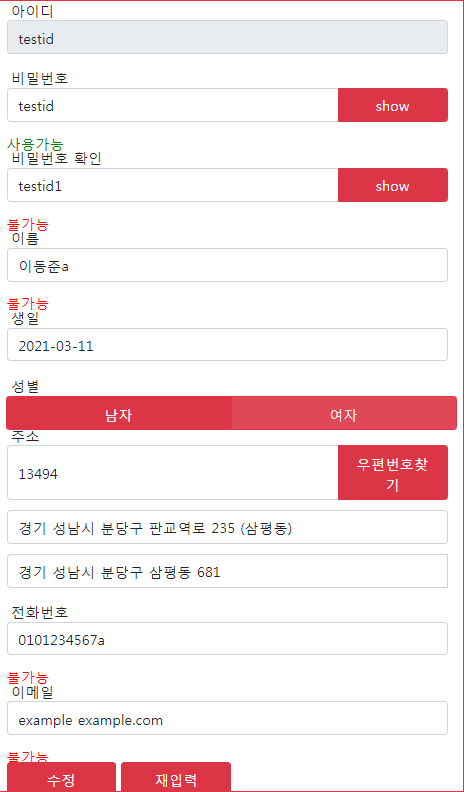 아이디
testid
비밀번호
testid
show
사용가능
비밀번호 확인
testid1
show
불가능
이름
이동준a
불가능
생일
2021-03-11
성별
남자
여자
주소
13494
우편번호찾
기
경기 성남시 분당구 판교역로 235 (삼평동)
경기 성남시 분당구 삼평동 681
전화번호
0101234567a
불가능
이메일
example example.com
불가능
수정
재입력